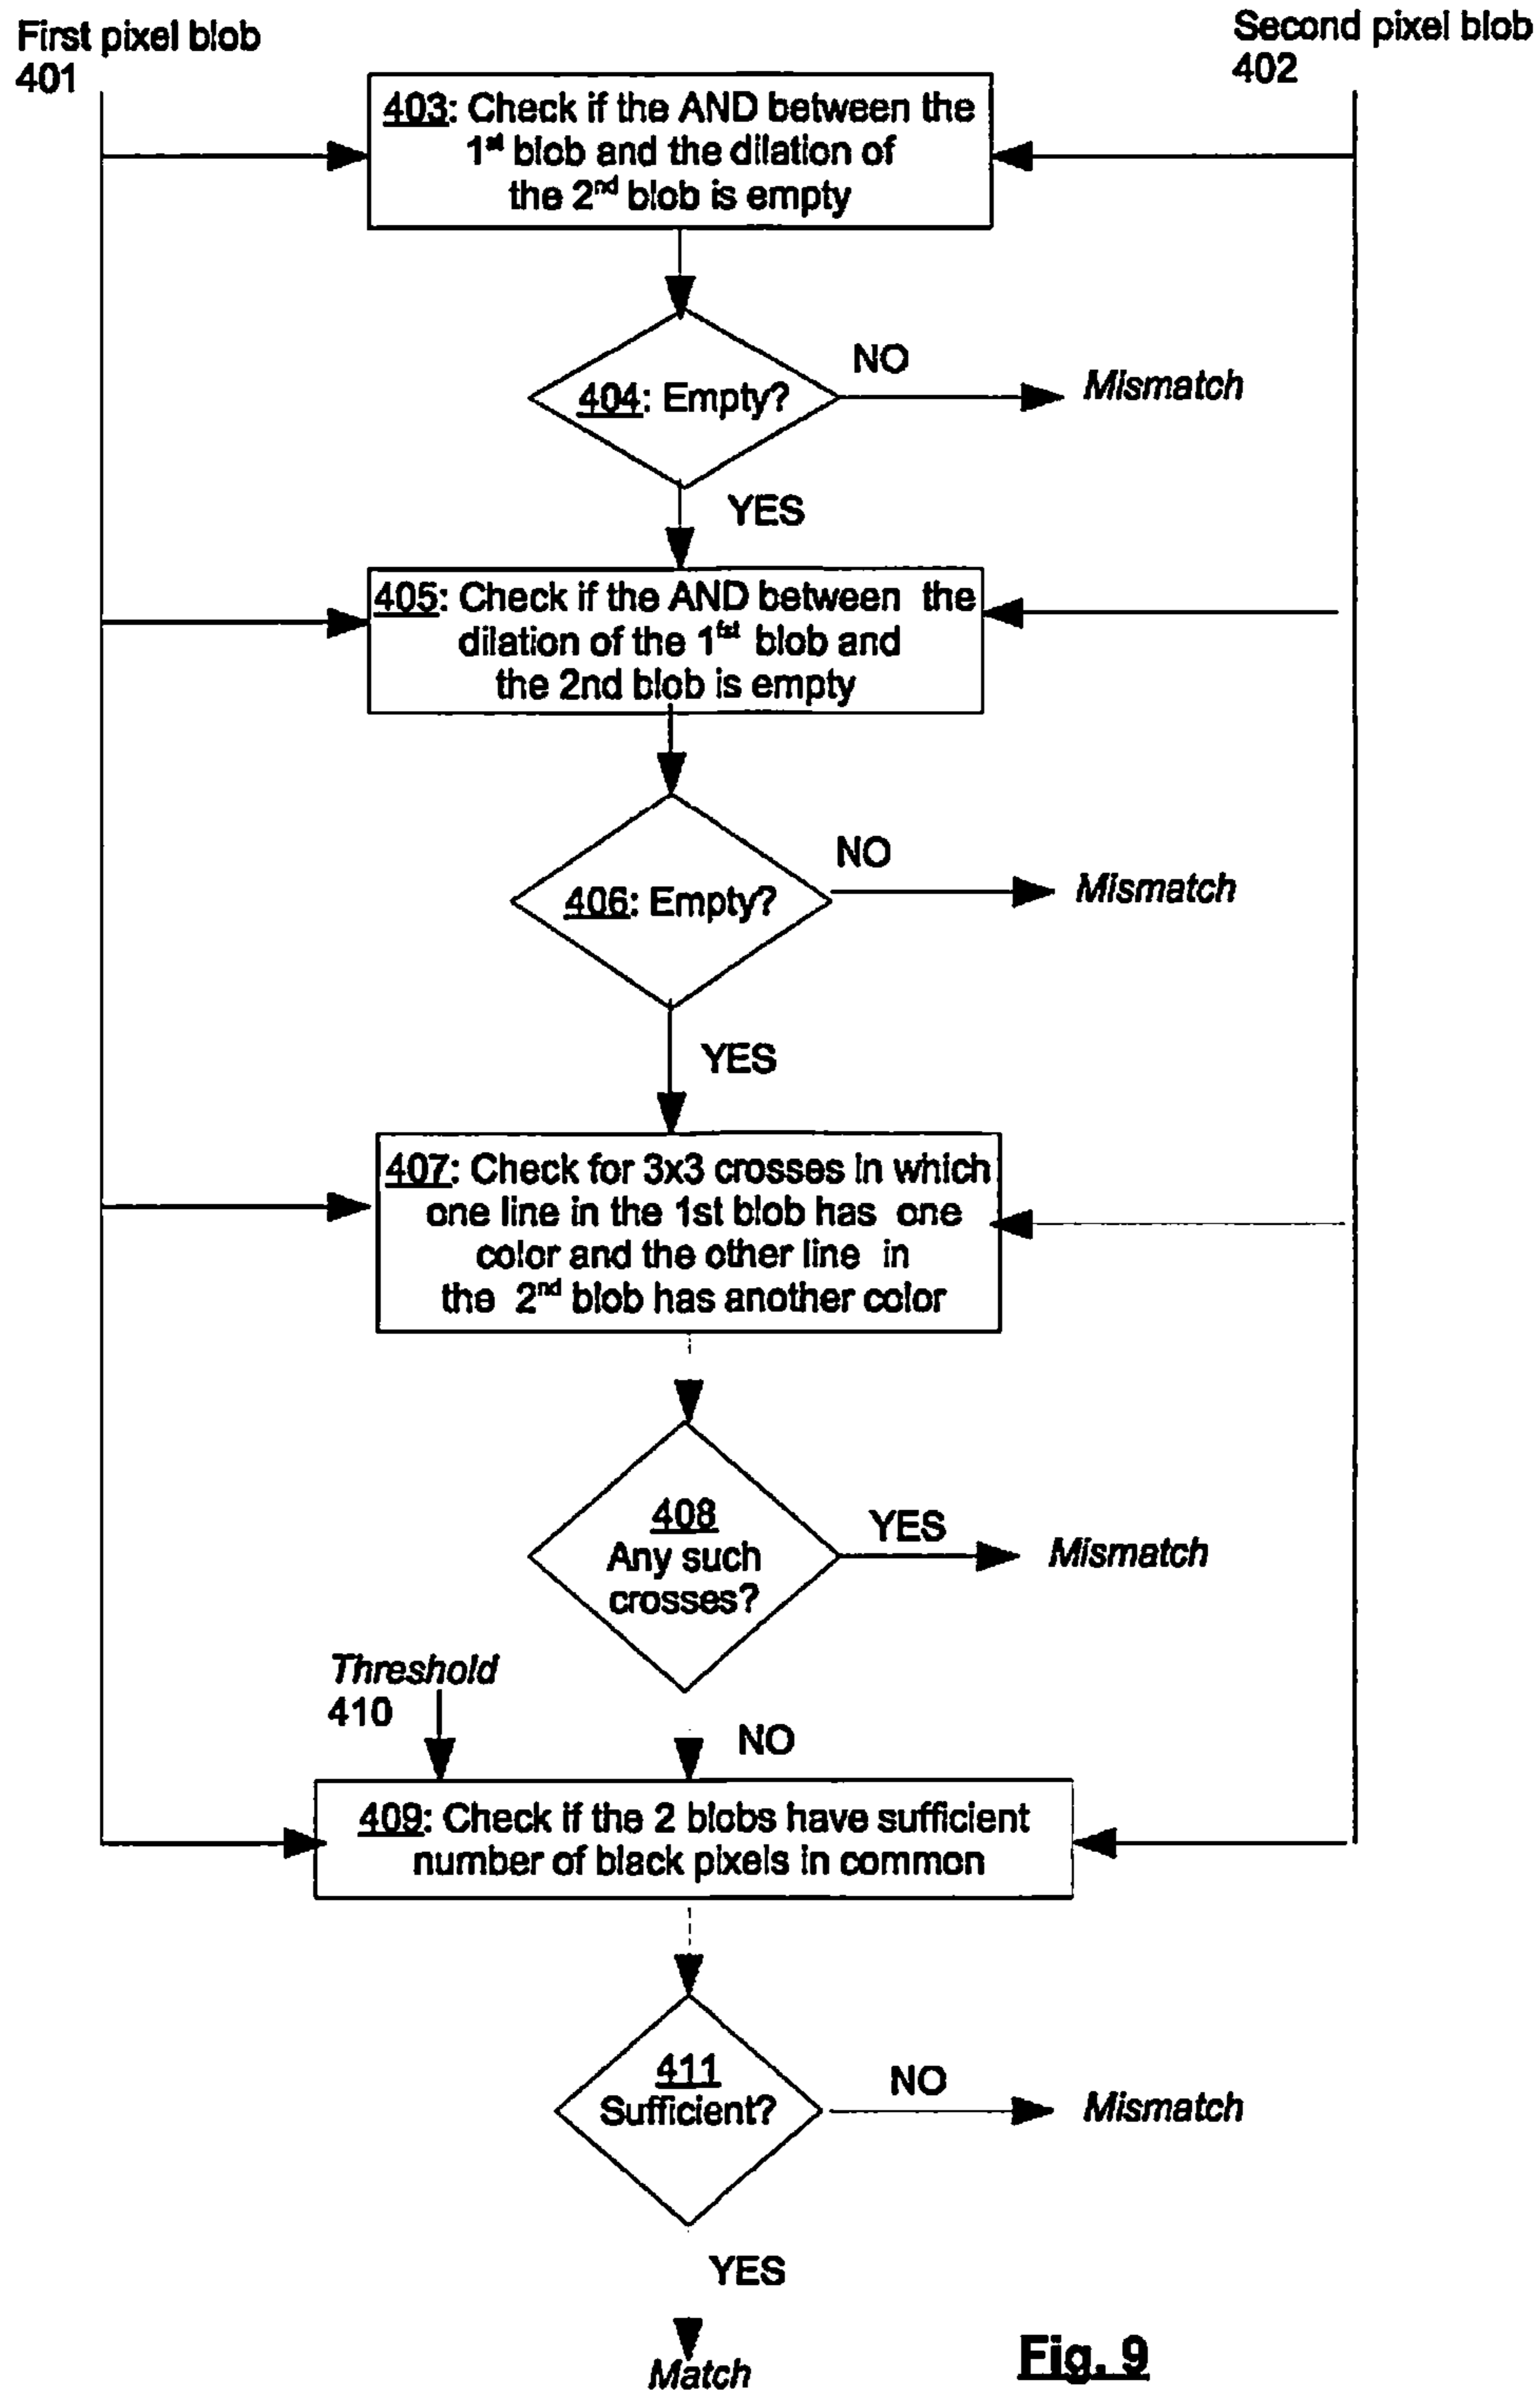 First pixel blob
401
Second pixel blob
402
403: Check if the AND between the
1st blob and the dilation of
the 2nd blob is empty
404: Empty?
NO
Mismatch
YES
405: Check if the AND between the
dilation of the 1fst blob and
the 2nd blob is empty
406: Empty?
NO
Mismatch
YES
407: Check for 3x3 crosses in which
one line in the 1st blob has one
color and the other line in
the 2nd blob has another color
408
Any such
crosses?
YES
Mismatch
Threshold
410
NO
409: Check if the 2 blobs have sufficient
number of black pixels in common
411
Sufficient?
NO
Mismatch
YES
Match
Fig. 9